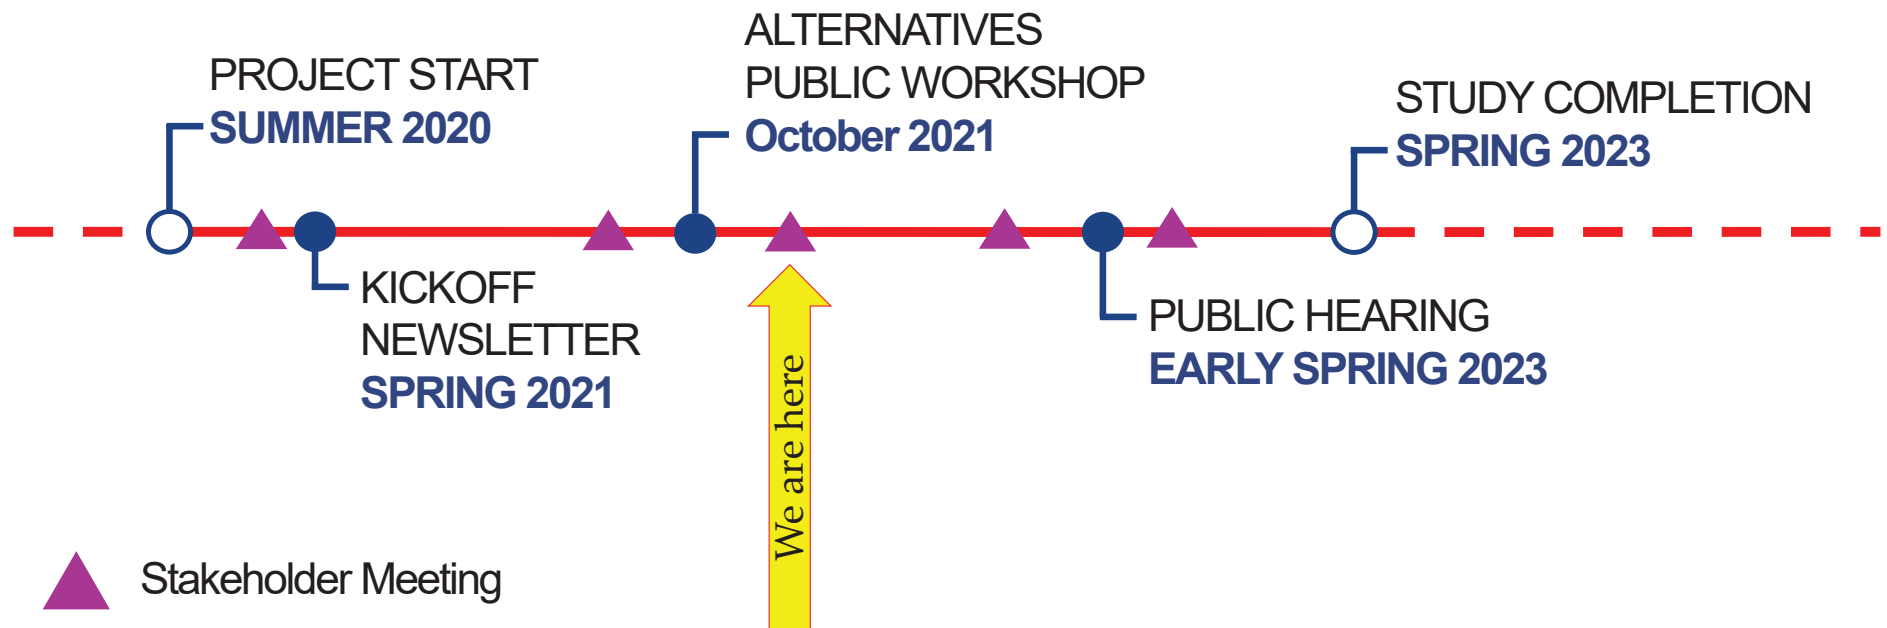 PROJECT START
SUMMER 2020
ALTERNATIVES
PUBLIC WORKSHOP
October 2021
STUDY COMPLETION
SPRING 2023
KICKOFF
NEWSLETTER
SPRING 2021
PUBLIC HEARING
EARLY SPRING 2023
We are here
Stakeholder Meeting